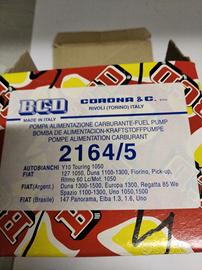 BCD
MADE IN ITALY
CORONA & C. snc
RIVOLI (TORINO) ITALY
POMPA ALIMENTAZIONE CARBURANTE-FUEL PUMP
BOMBA DE ALIMENTACION-KRAFTSTOFFPUMPE
POMPE ALIMENTATION CARBURANT
2164/5
AUTOBIANCHI Y10 Touring 1050
FIAT 127 1050, Duna 1100-1300, Fiorino, Pick-up,
Ritmo 60 Lc/Mot. 1050
FIAT (Argent.) Duna 1300-1500, Europa 1300, Regatta 85 We
Spazio 1100-1300, Uno 1050,1500
FIAT (Brasile) 147 Panorama, Elba 1.3, 1.6, Uno